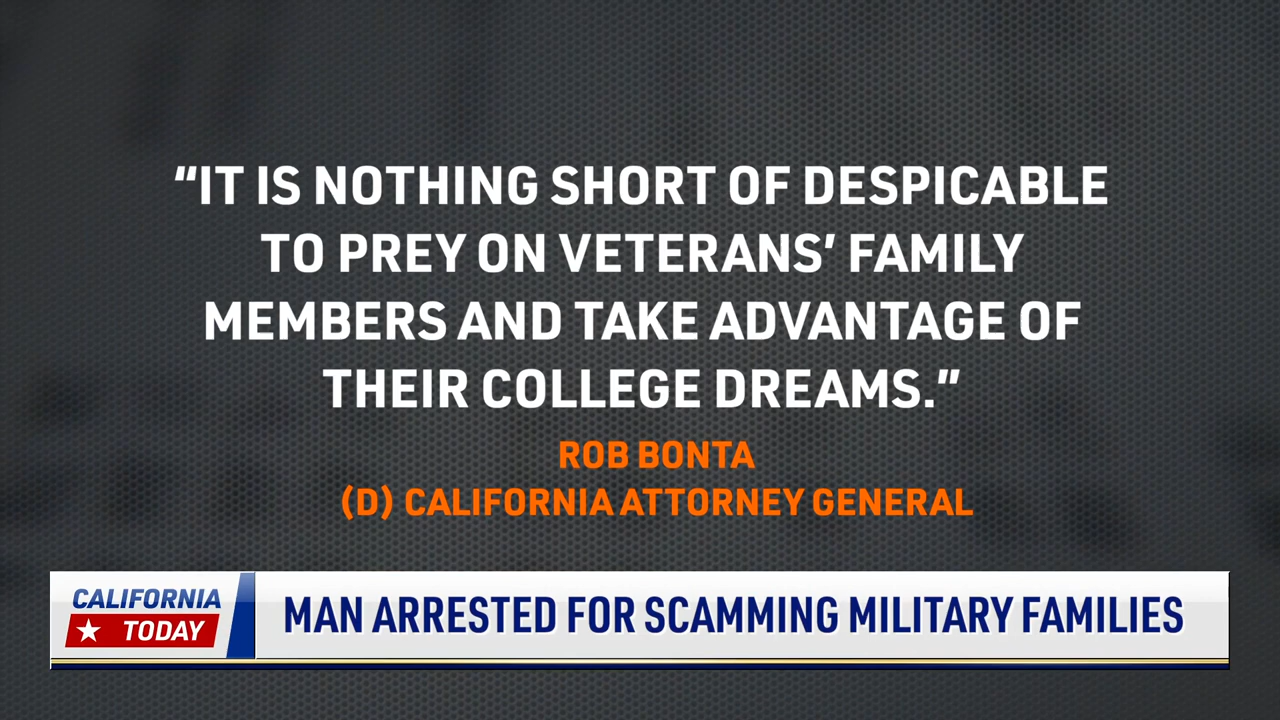 “IT IS NOTHING SHORT OF DESPICABLE
TO PREY ON VETERANS’ FAMILY
MEMBERS AND TAKE ADVANTAGE OF
THEIR COLLEGE DREAMS.”
ROB BONTA
(D) CALIFORNIA ATTORNEY GENERAL
CALIFORNIA
TODAY
MAN ARRESTED FOR SCAMMING MILITARY FAMILIES